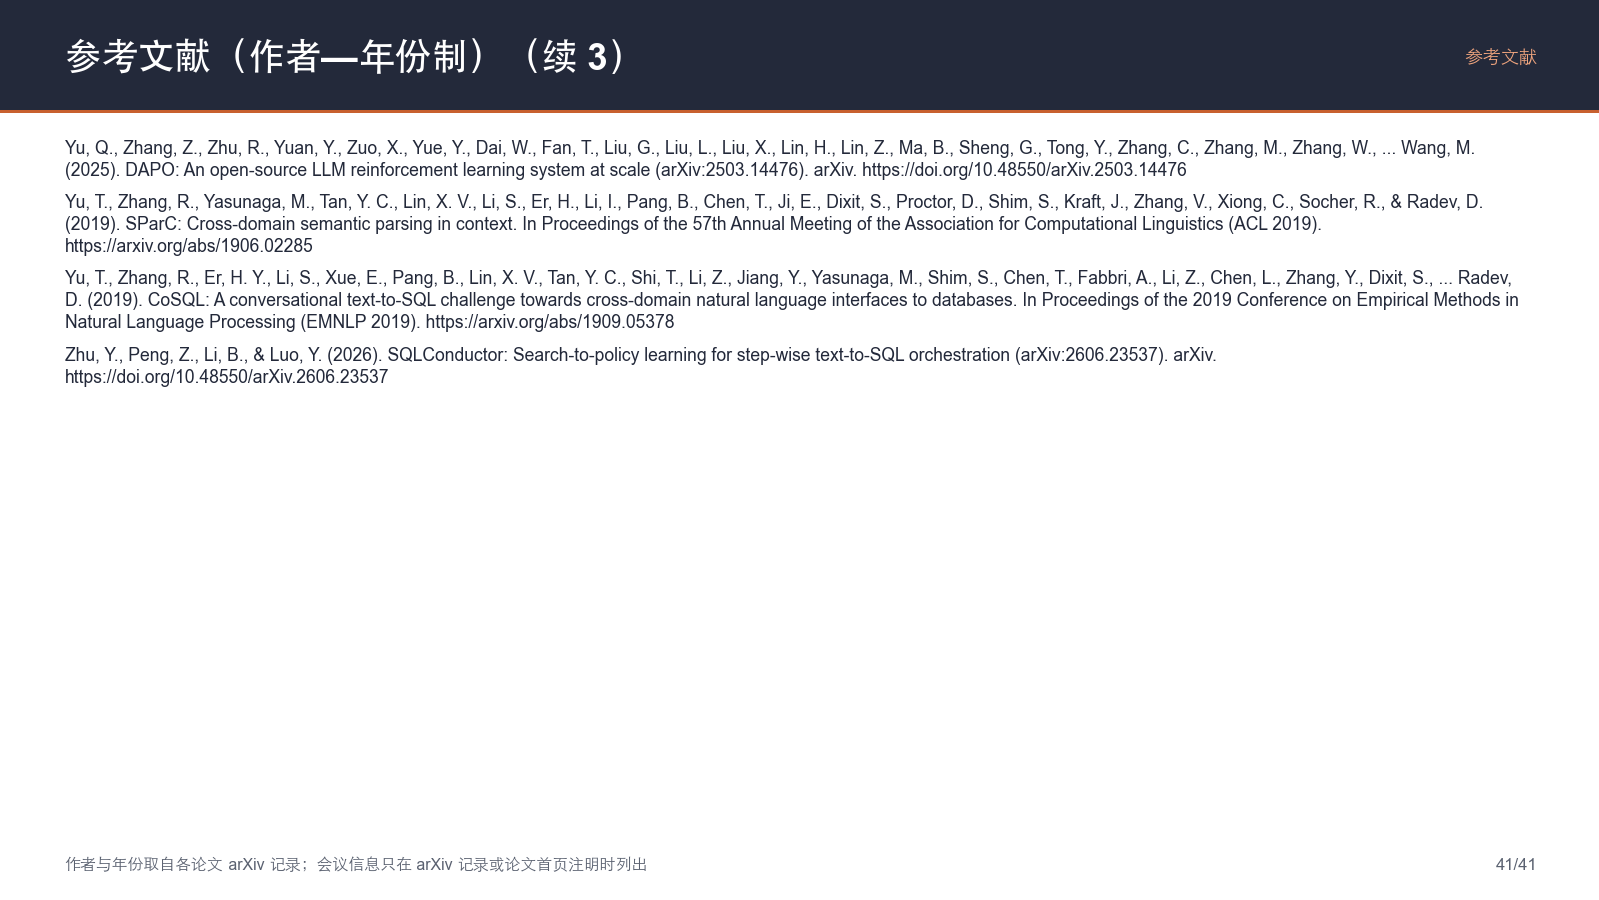 参考文献（作者—年份制）（续 3）
参考文献
Yu, Q., Zhang, Z., Zhu, R., Yuan, Y., Zuo, X., Yue, Y., Dai, W., Fan, T., Liu, G., Liu, L., Liu, X., Lin, H., Lin, Z., Ma, B., Sheng, G., Tong, Y., Zhang, C., Zhang, M., Zhang, W., ... Wang, M.
(2025). DAPO: An open-source LLM reinforcement learning system at scale (arXiv:2503.14476). arXiv. https://doi.org/10.48550/arXiv.2503.14476
Yu, T., Zhang, R., Yasunaga, M., Tan, Y. C., Lin, X. V., Li, S., Er, H., Li, I., Pang, B., Chen, T., Ji, E., Dixit, S., Proctor, D., Shim, S., Kraft, J., Zhang, V., Xiong, C., Socher, R., & Radev, D.
(2019). SParC: Cross-domain semantic parsing in context. In Proceedings of the 57th Annual Meeting of the Association for Computational Linguistics (ACL 2019).
https://arxiv.org/abs/1906.02285
Yu, T., Zhang, R., Er, H. Y., Li, S., Xue, E., Pang, B., Lin, X. V., Tan, Y. C., Shi, T., Li, Z., Jiang, Y., Yasunaga, M., Shim, S., Chen, T., Fabbri, A., Li, Z., Chen, L., Zhang, Y., Dixit, S., ... Radev,
D. (2019). CoSQL: A conversational text-to-SQL challenge towards cross-domain natural language interfaces to databases. In Proceedings of the 2019 Conference on Empirical Methods in
Natural Language Processing (EMNLP 2019). https://arxiv.org/abs/1909.05378
Zhu, Y., Peng, Z., Li, B., & Luo, Y. (2026). SQLConductor: Search-to-policy learning for step-wise text-to-SQL orchestration (arXiv:2606.23537). arXiv.
https://doi.org/10.48550/arXiv.2606.23537
作者与年份取自各论文 arXiv 记录；会议信息只在 arXiv 记录或论文首页注明时列出
41/41